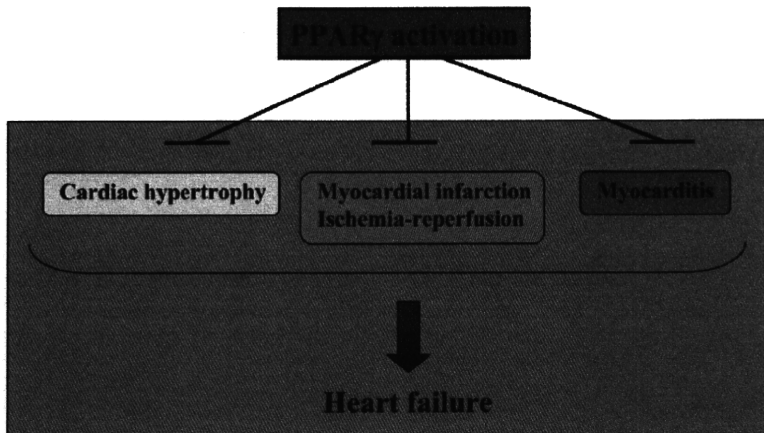 PPARγ activation
Cardiac hypertrophy
Myocardial infarction
Ischemia-reperfusion
Myocarditis
Heart failure